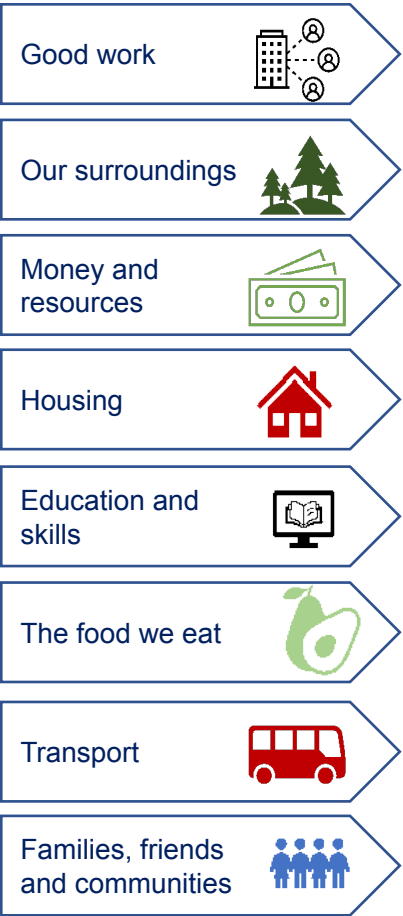 Good work
Our surroundings
Money and
resources
Housing
Education and
skills
The food we eat
Transport
Families, friends
and communities